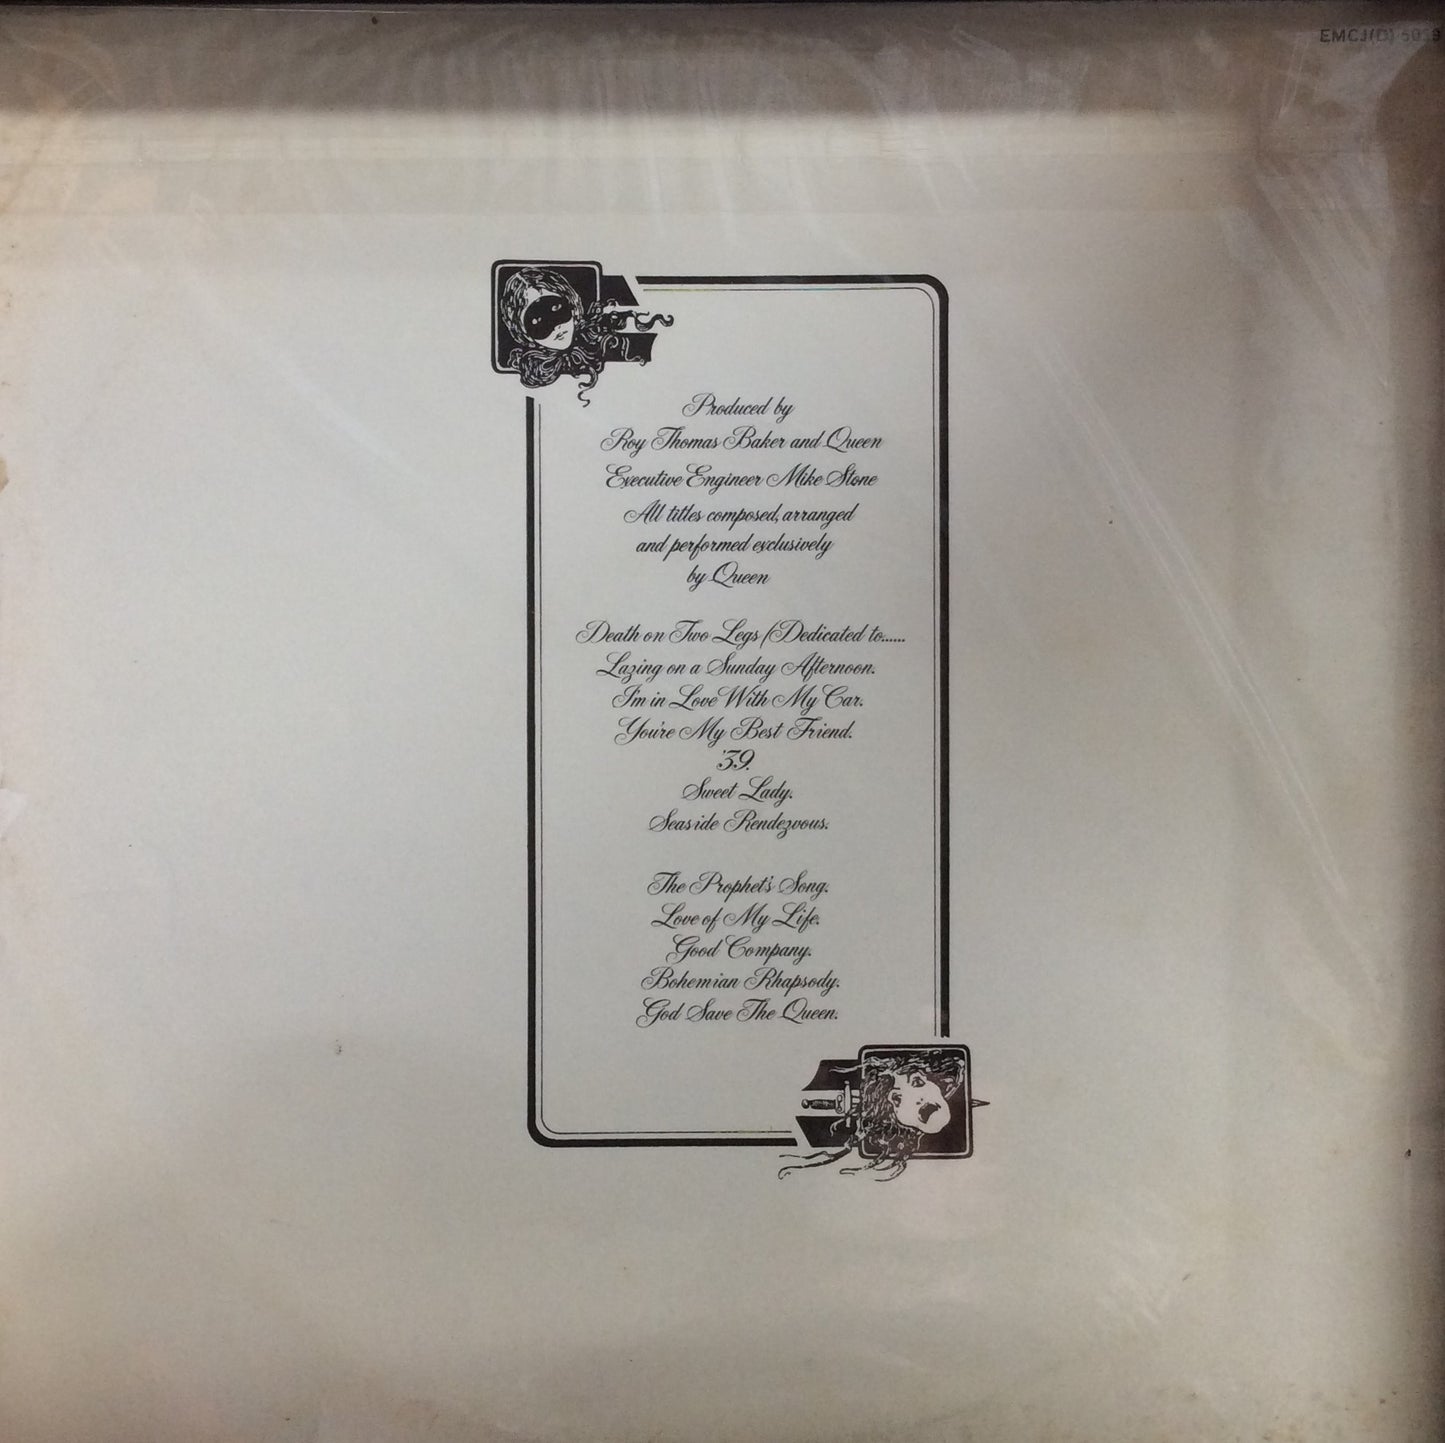 EMCJ(D) 5039
Produced by
Roy Thomas Baker and Queen
Executive Engineer Mike Stone
All titles composed, arranged
and performed exclusively
by Queen
Death on Two Legs (Dedicated to......
Lazing on a Sunday Afternoon.
I'm in Love With My Car.
You're My Best Friend.
'39.
Sweet Lady.
Seaside Rendezvous.
The Prophet's Song.
Love of My Life.
Good Company.
Bohemian Rhapsody.
God Save The Queen.